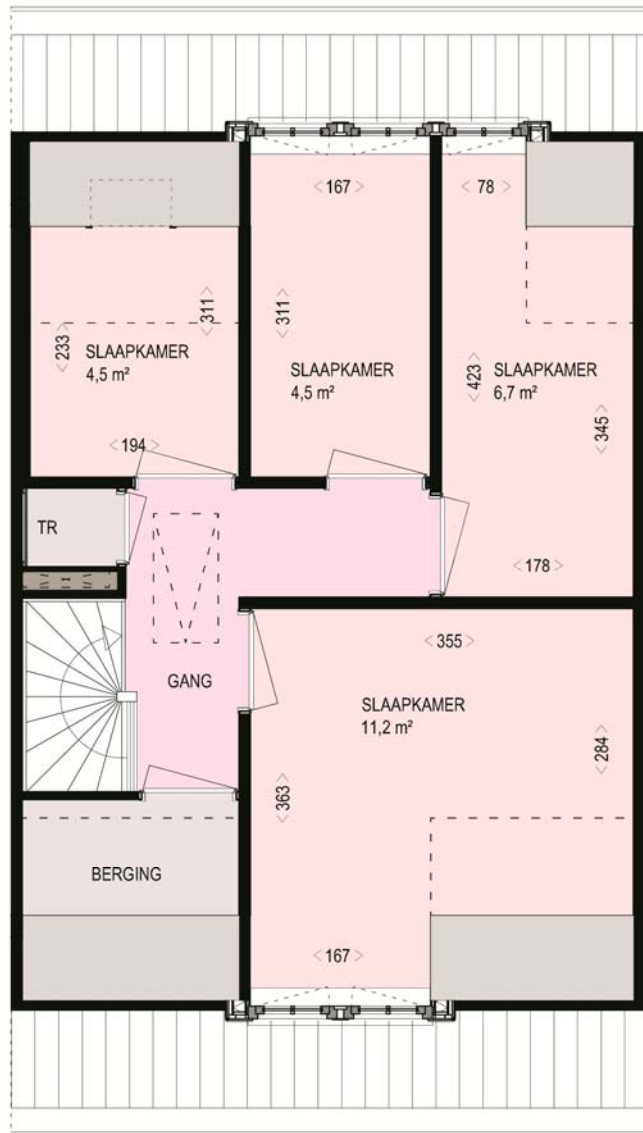 <167>
<78>
<311>
<311>
<233>
SLAAPKAMER
4,5 m²
SLAAPKAMER
4,5 m²
<423>
SLAAPKAMER
6,7 m²
<345>
<194>
TR
<178>
<355>
GANG
SLAAPKAMER
11,2 m²
<284>
<363>
BERGING
<167>